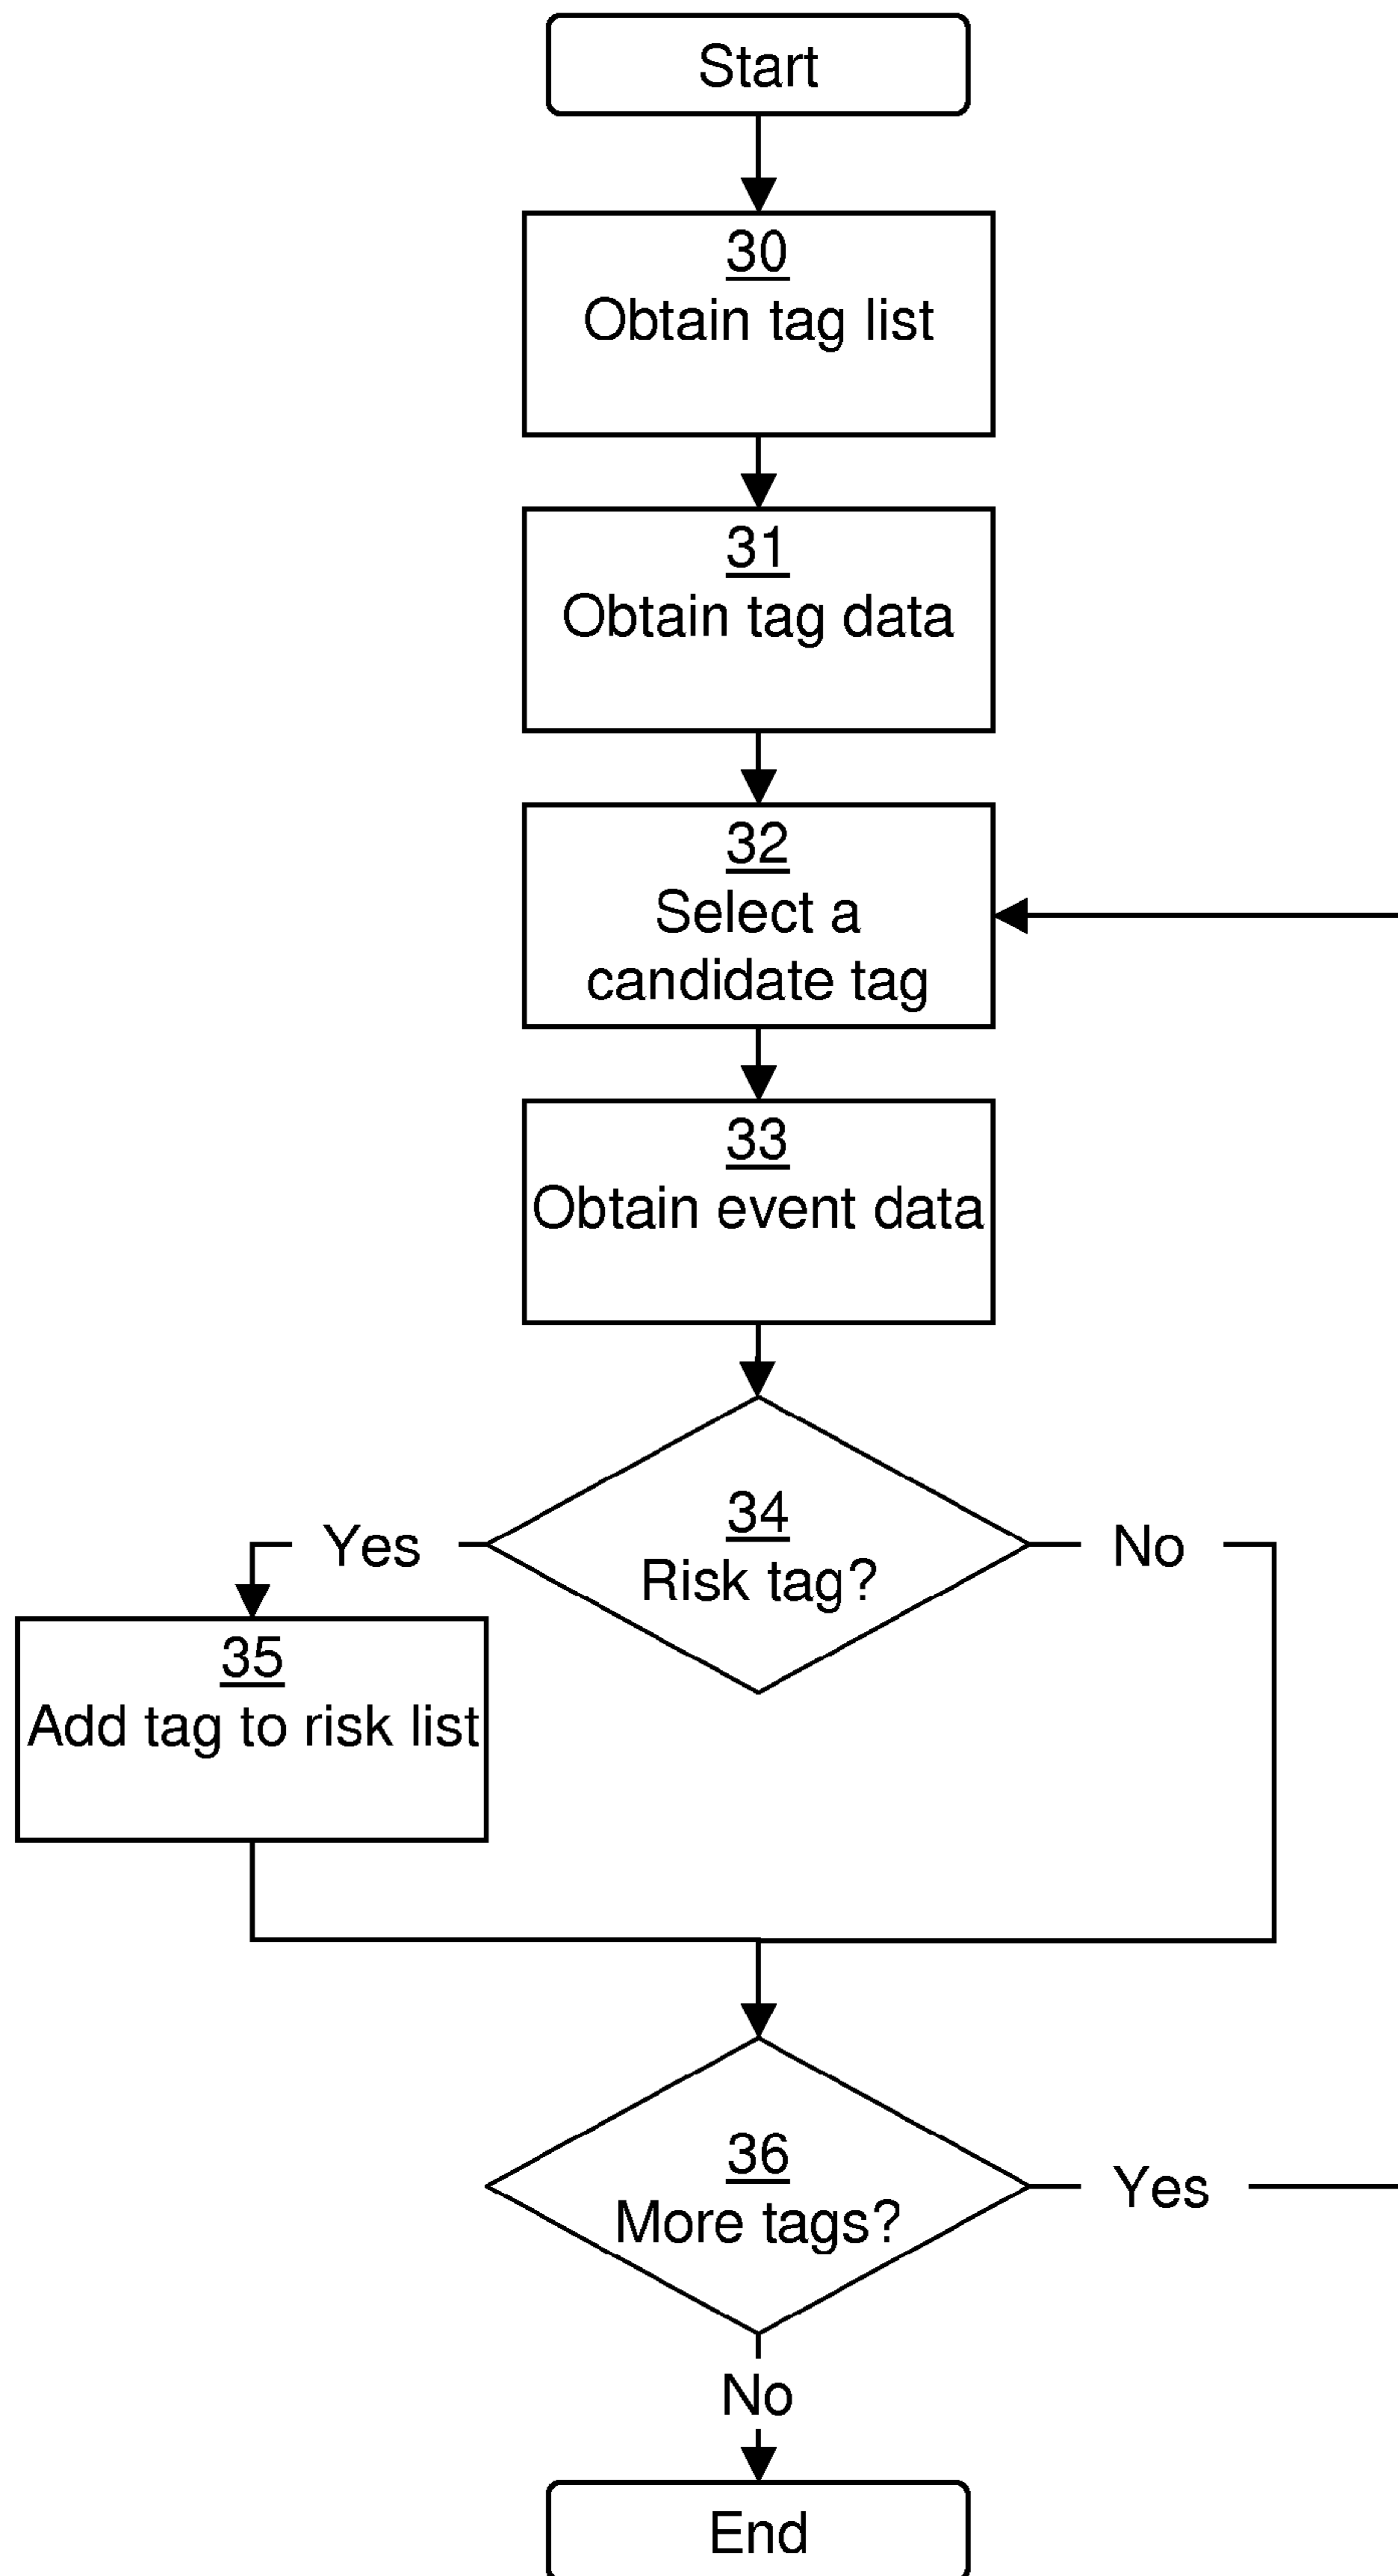 Start
30
Obtain tag list
31
Obtain tag data
32
Select a
candidate tag
33
Obtain event data
34
Risk tag?
Yes
No
35
Add tag to risk list
36
More tags?
Yes
No
End